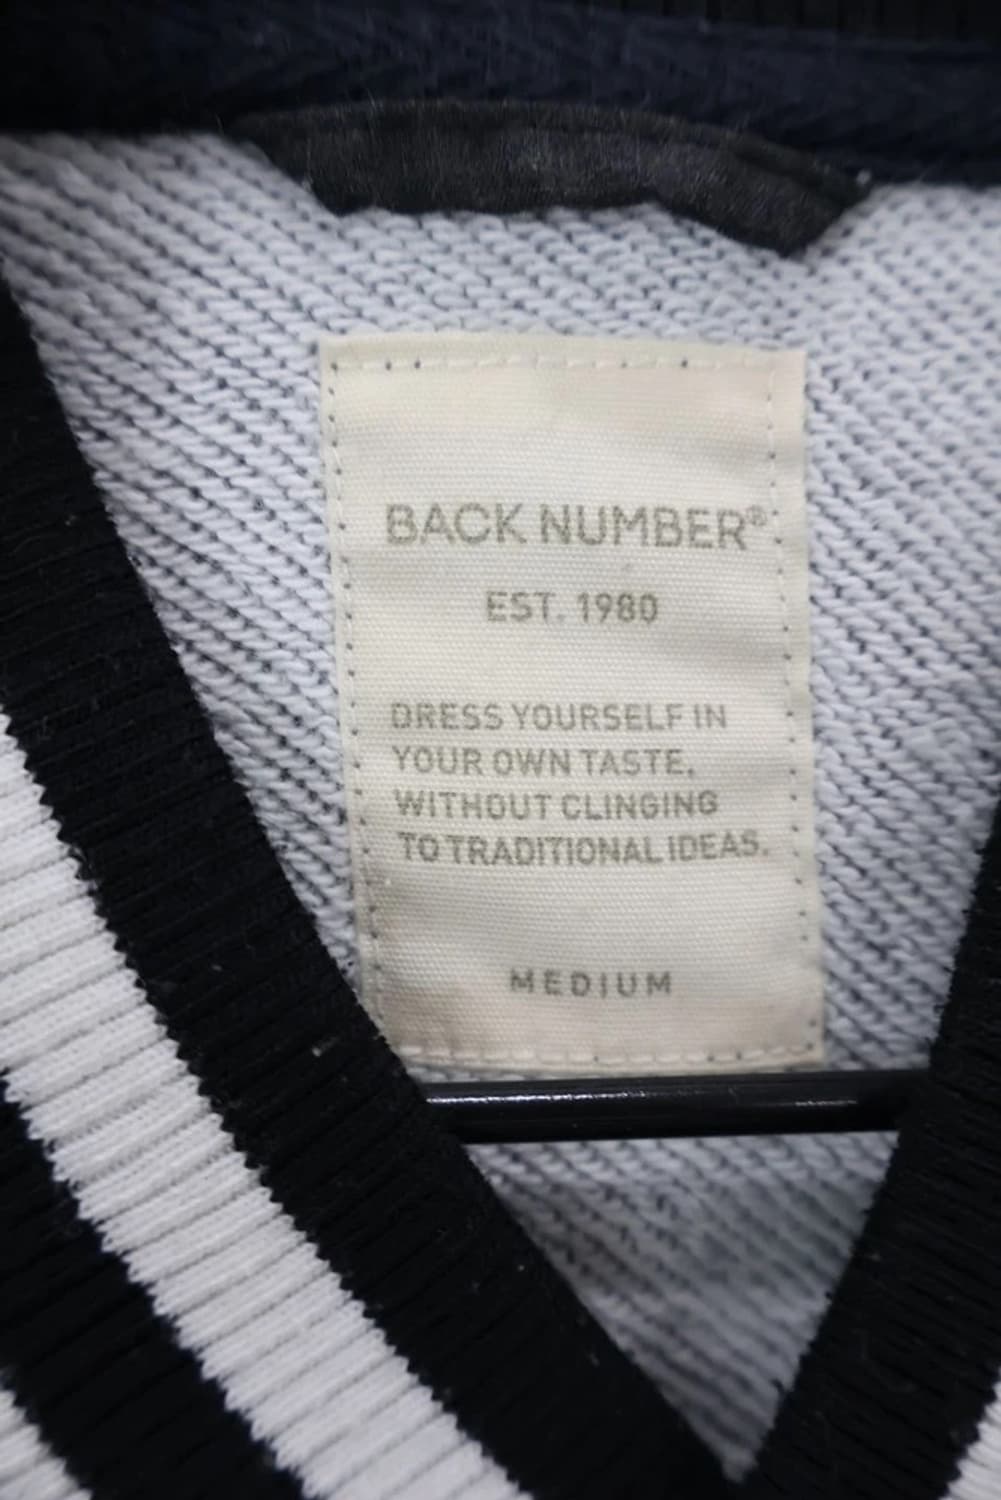 BACK NUMBER®
EST. 1980
DRESS YOURSELF IN
YOUR OWN TASTE,
WITHOUT CLINGING
TO TRADITIONAL IDEAS.
MEDIUM